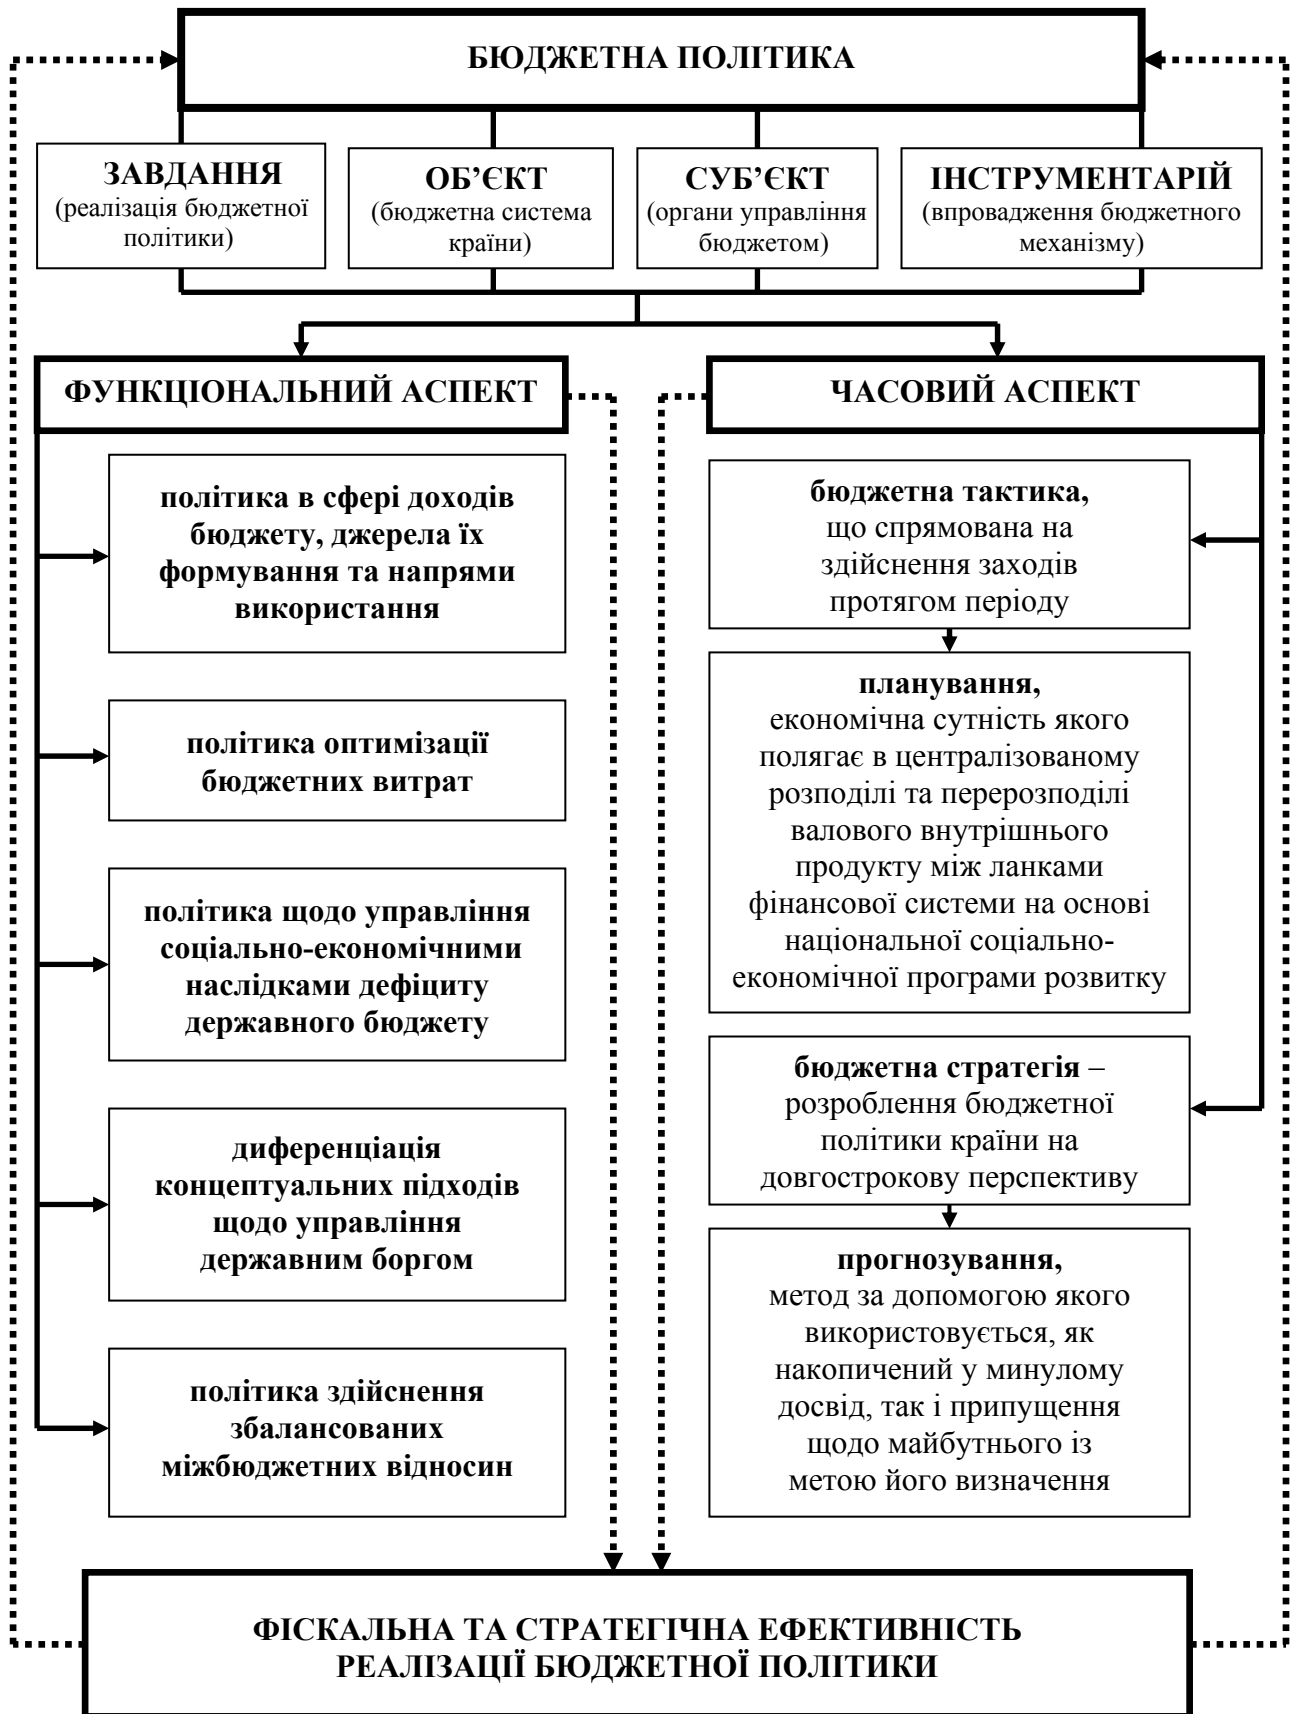 БЮДЖЕТНА ПОЛІТИКА
ЗАВДАННЯ
(реалізація бюджетної
політики)
ОБ’ЄКТ
(бюджетна система
країни)
СУБ’ЄКТ
(органи управління
бюджетом)
ІНСТРУМЕНТАРІЙ
(впровадження бюджетного
механізму)
ФУНКЦІОНАЛЬНИЙ АСПЕКТ
політика в сфері доходів
бюджету, джерела їх
формування та напрями
використання
політика оптимізації
бюджетних витрат
політика щодо управління
соціально-економічними
наслідками дефіциту
державного бюджету
диференціація
концептуальних підходів
щодо управління
державним боргом
політика здійснення
збалансованих
міжбюджетних відносин
ЧАСОВИЙ АСПЕКТ
бюджетна тактика,
що спрямована на
здійснення заходів
протягом періоду
планування,
економічна сутність якого
полягає в централізованому
розподілі та перерозподілі
валового внутрішнього
продукту між ланками
фінансової системи на основі
національної соціально-
економічної програми розвитку
бюджетна стратегія –
розроблення бюджетної
політики країни на
довгострокову перспективу
прогнозування,
метод за допомогою якого
використовується, як
накопичений у минулому
досвід, так і припущення
щодо майбутнього із
метою його визначення
ФІСКАЛЬНА ТА СТРАТЕГІЧНА ЕФЕКТИВНІСТЬ
РЕАЛІЗАЦІЇ БЮДЖЕТНОЇ ПОЛІТИКИ